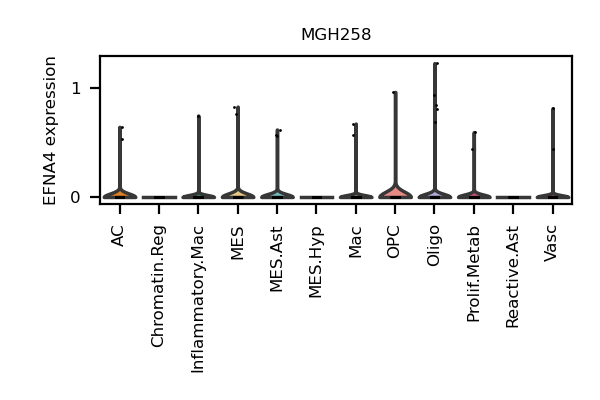 MGH258
EFNA4 expression
1
0
AC
Chromatin.Reg
Inflammatory.Mac
MES
MES.Ast
MES.Hyp
Mac
OPC
Oligo
Prolif.Metab
Reactive.Ast
Vasc